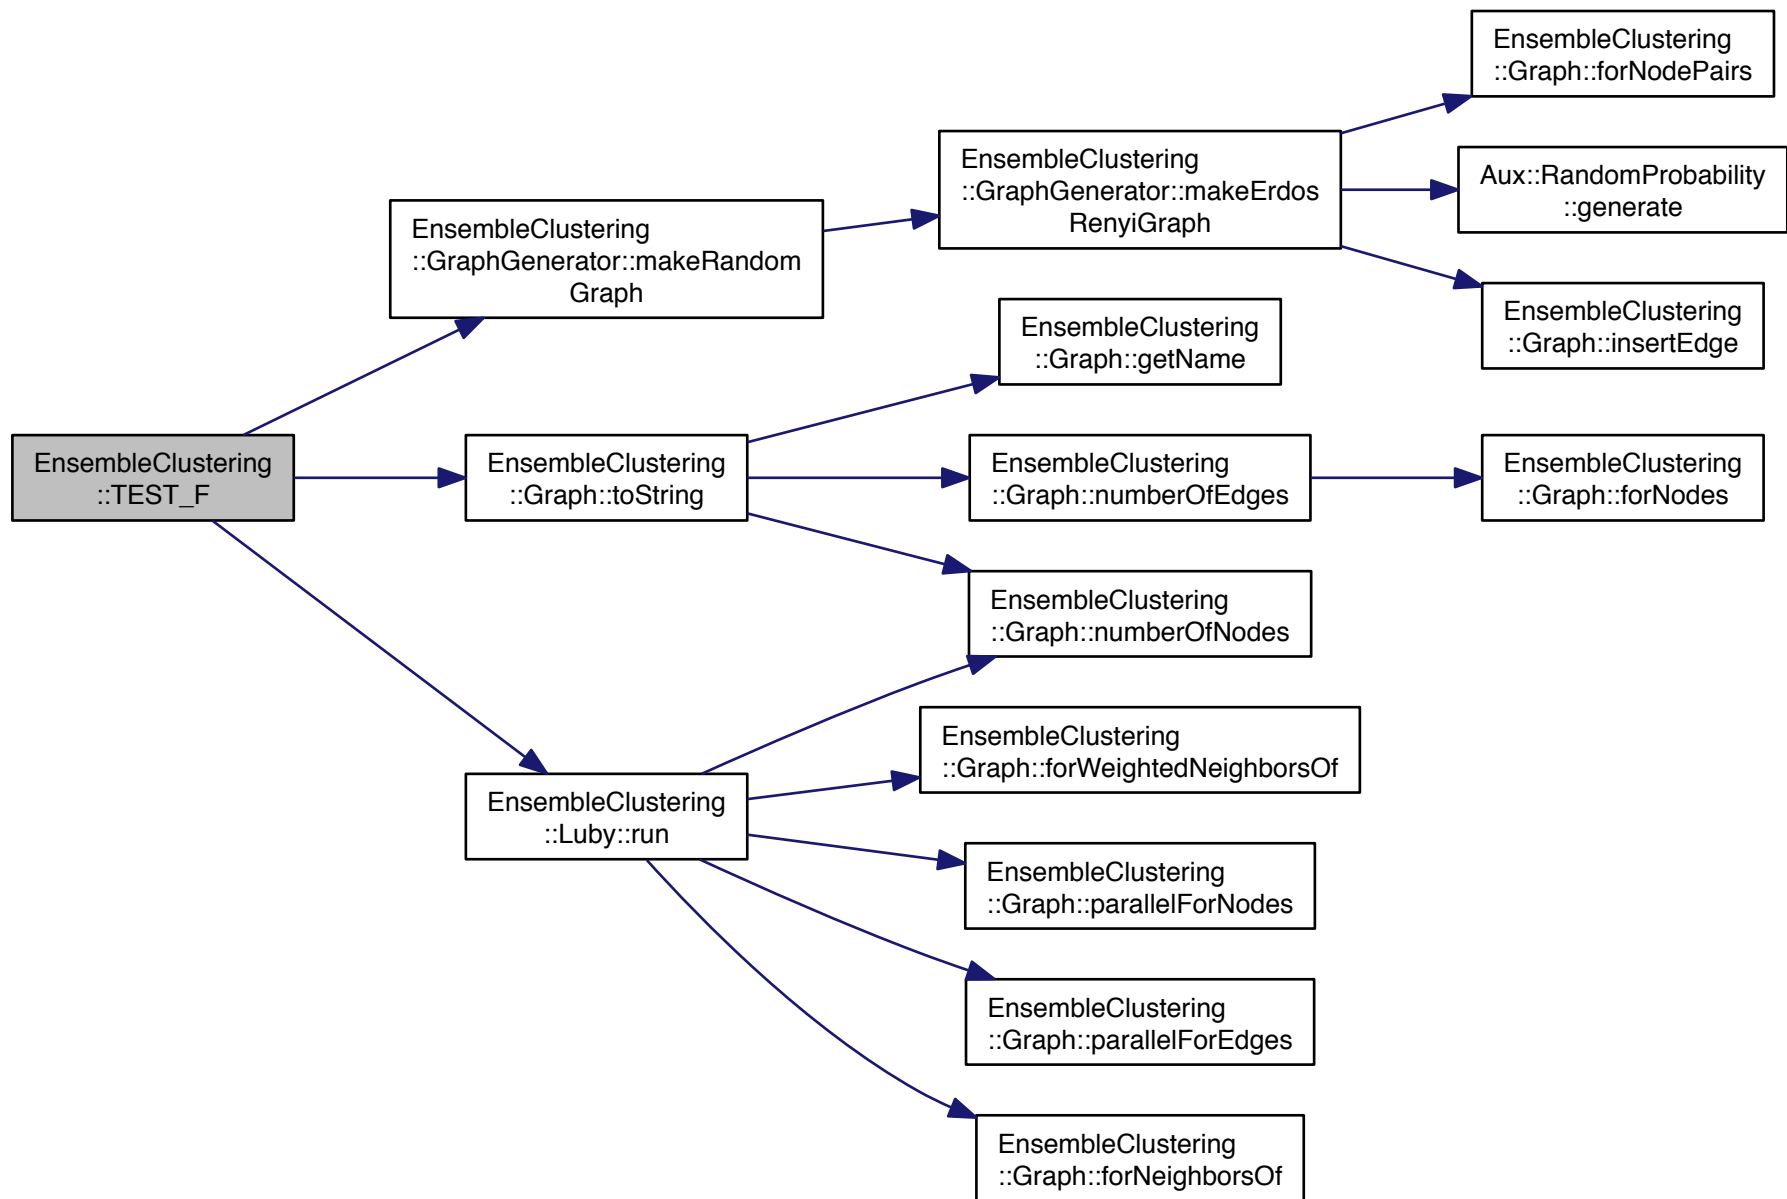 EnsembleClustering
::Graph::forNodePairs
EnsembleClustering
::GraphGenerator::makeErdos
RenyiGraph
Aux::RandomProbability
::generate
EnsembleClustering
::GraphGenerator::makeRandom
Graph
EnsembleClustering
::Graph::insertEdge
EnsembleClustering
::Graph::getName
EnsembleClustering
::TEST_F
EnsembleClustering
::Graph::toString
EnsembleClustering
::Graph::numberOfEdges
EnsembleClustering
::Graph::forNodes
EnsembleClustering
::Graph::numberOfNodes
EnsembleClustering
::Graph::forWeightedNeighborsOf
EnsembleClustering
::Luby::run
EnsembleClustering
::Graph::parallelForNodes
EnsembleClustering
::Graph::parallelForEdges
EnsembleClustering
::Graph::forNeighborsOf